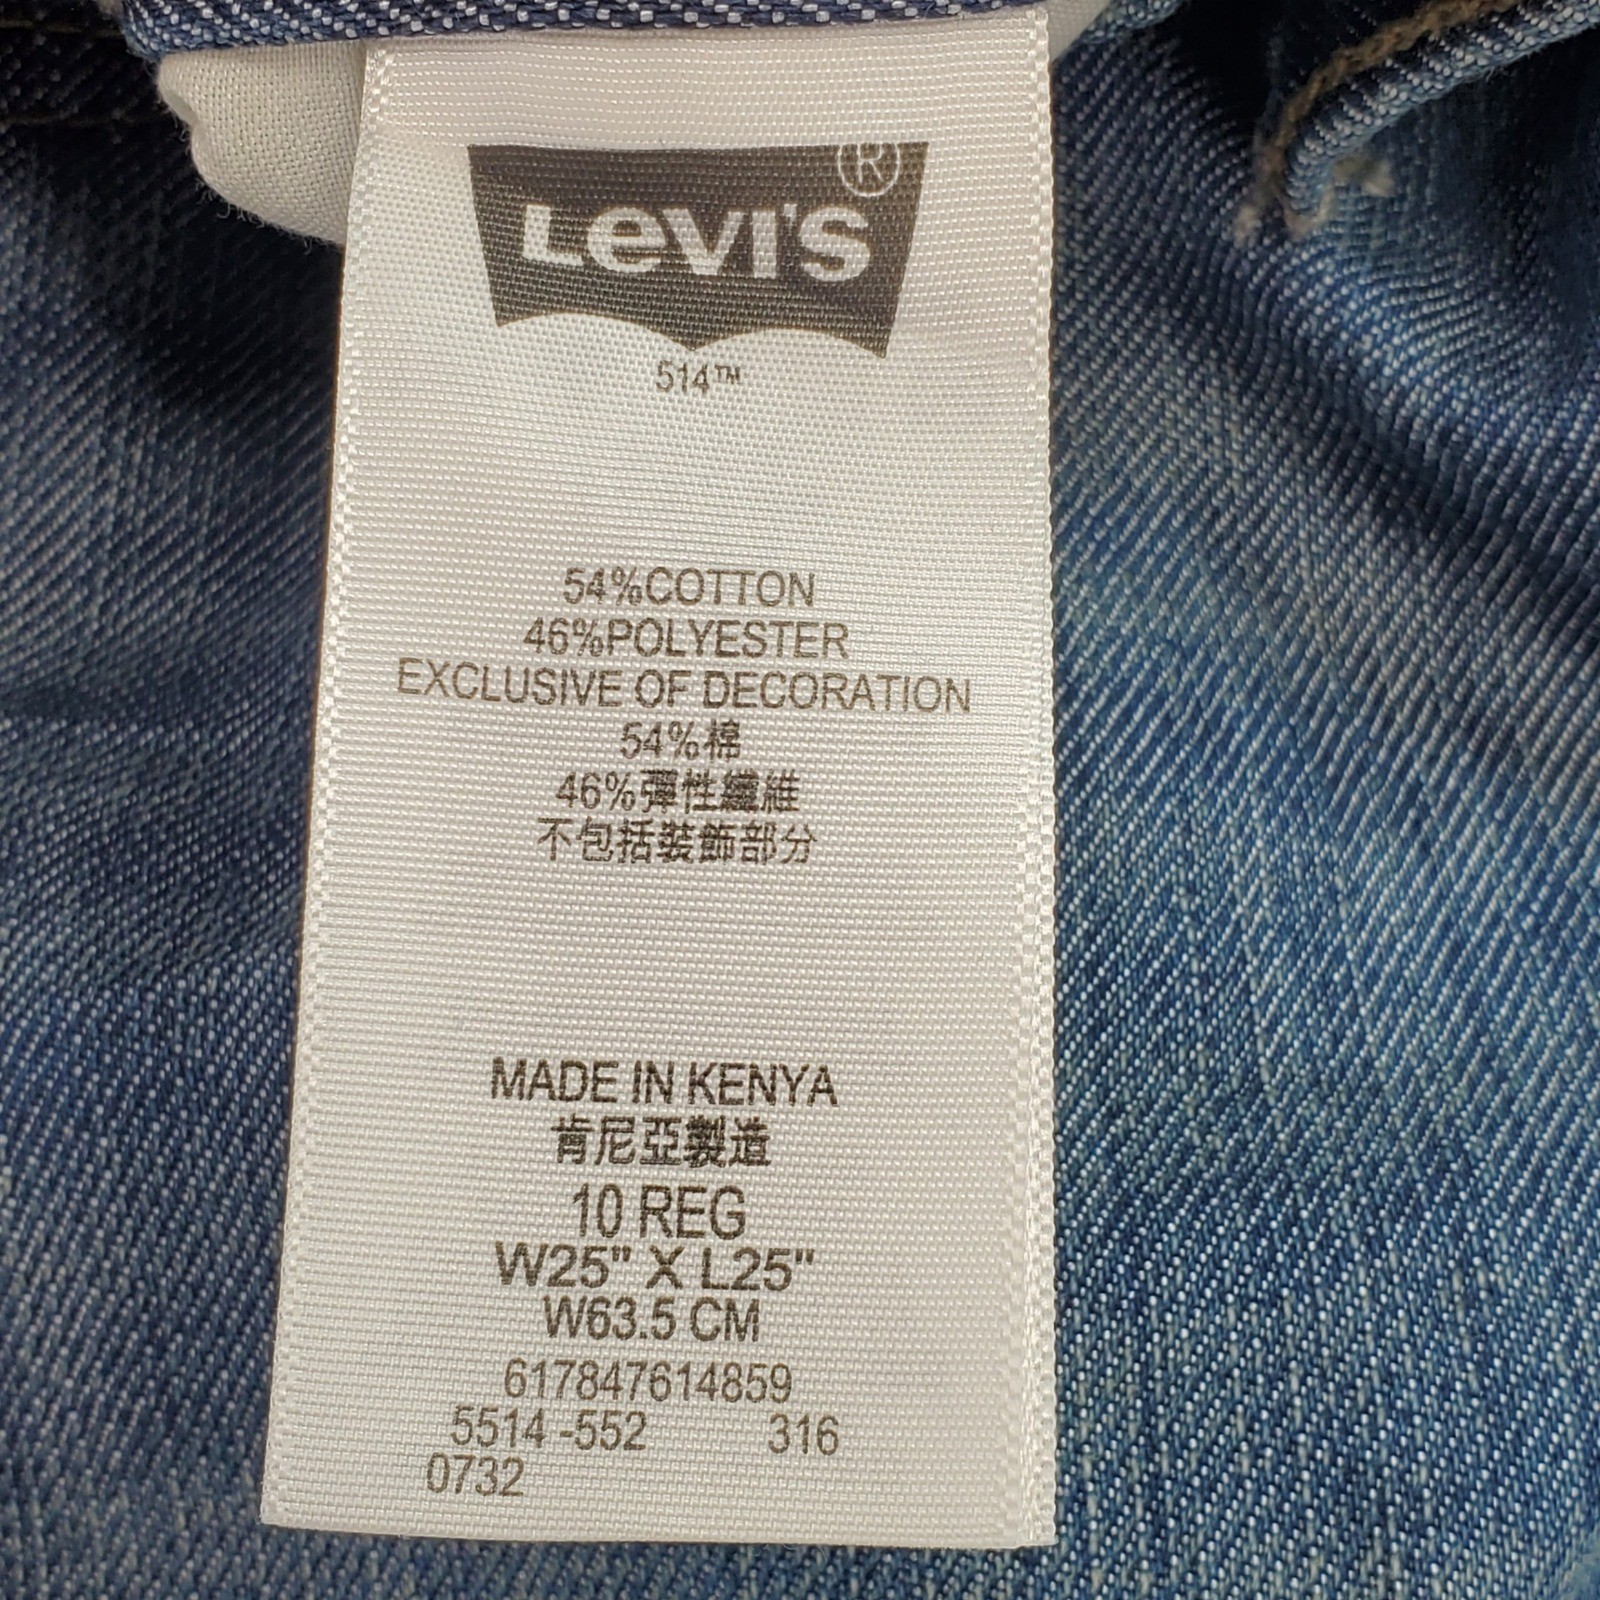 LEVI'S®
514™
54%COTTON
46%POLYESTER
EXCLUSIVE OF DECORATION
54%棉
46%彈性纖維
不包括裝飾部分
MADE IN KENYA
肯尼亞製造
10 REG
W25" X L25"
W63.5 CM
617847614859
5514 -552 316
0732